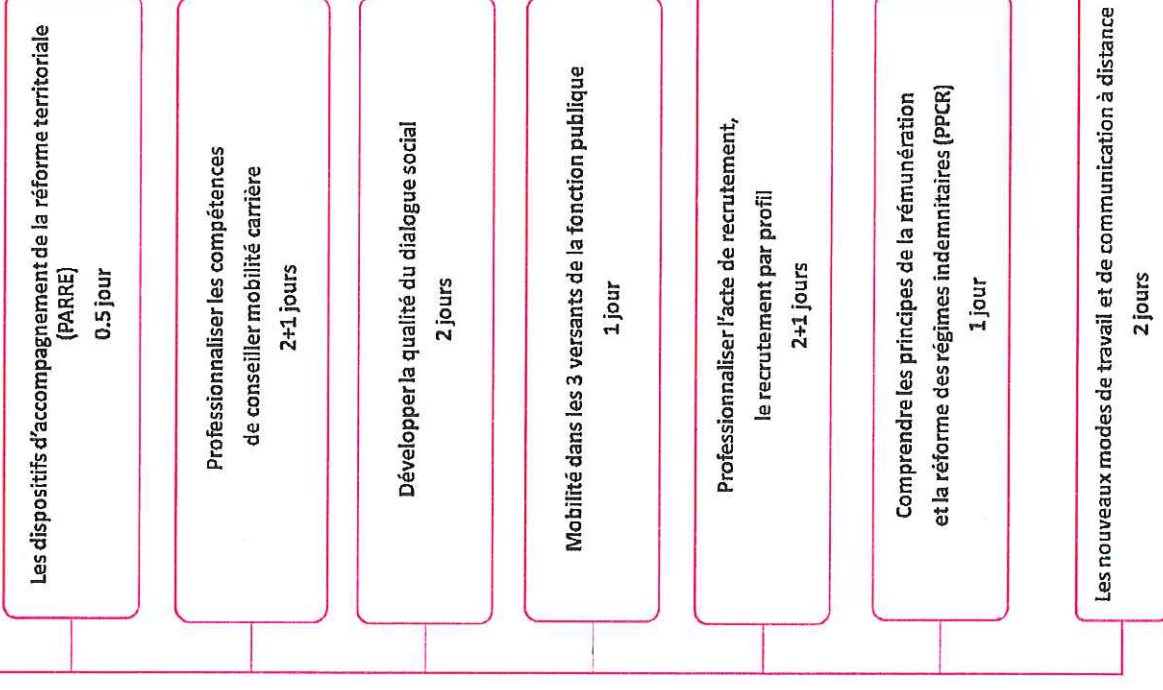 Les dispositifs d'accompagnement de la réforme territoriale
(PARRE)
0.5 jour
Professionnaliser les compétences
de conseiller mobilité carrière
2+1 jours
Développer la qualité du dialogue social
2 jours
Mobilité dans les 3 versants de la fonction publique
1 jour
Professionnaliser l'acte de recrutement,
le recrutement par profil
2+1 jours
Comprendre les principes de la rémunération
et la réforme des régimes indemnitaires (PPCR)
1 jour
Les nouveaux modes de travail et de communication à distance
2 jours